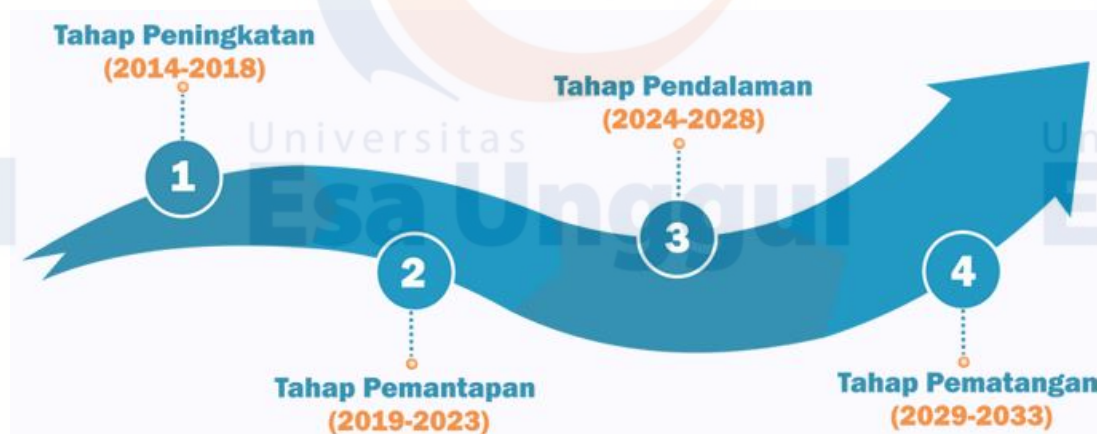 Tahap Peningkatan
(2014-2018)
1
Tahap Pemantapan
(2019-2023)
2
Tahap Pendalaman
(2024-2028)
3
Tahap Pematangan
(2029-2033)
4
Universitas
Esa Unggul